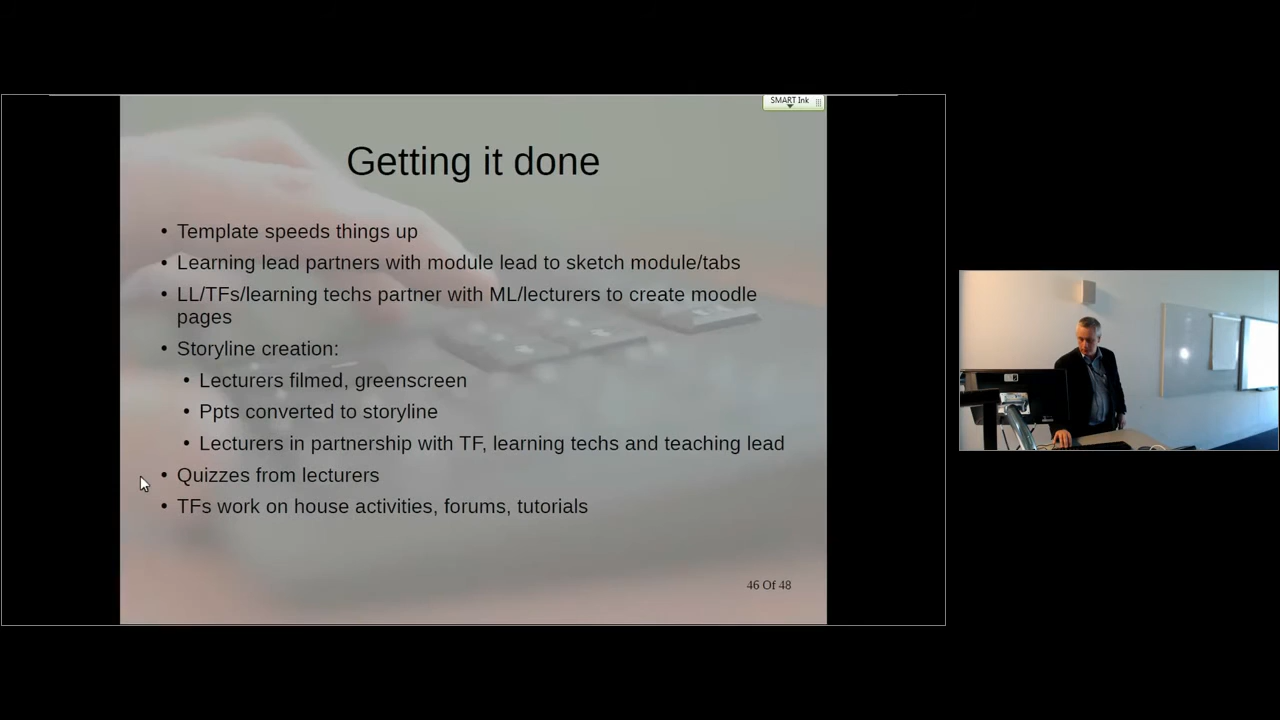 SMART Ink
Getting it done
• Template speeds things up
• Learning lead partners with module lead to sketch module/tabs
• LL/TFs/learning techs partner with ML/lecturers to create moodle
pages
• Storyline creation:
• Lecturers filmed, greenscreen
• Ppts converted to storyline
• Lecturers in partnership with TF, learning techs and teaching lead
• Quizzes from lecturers
• TFs work on house activities, forums, tutorials
46 Of 48